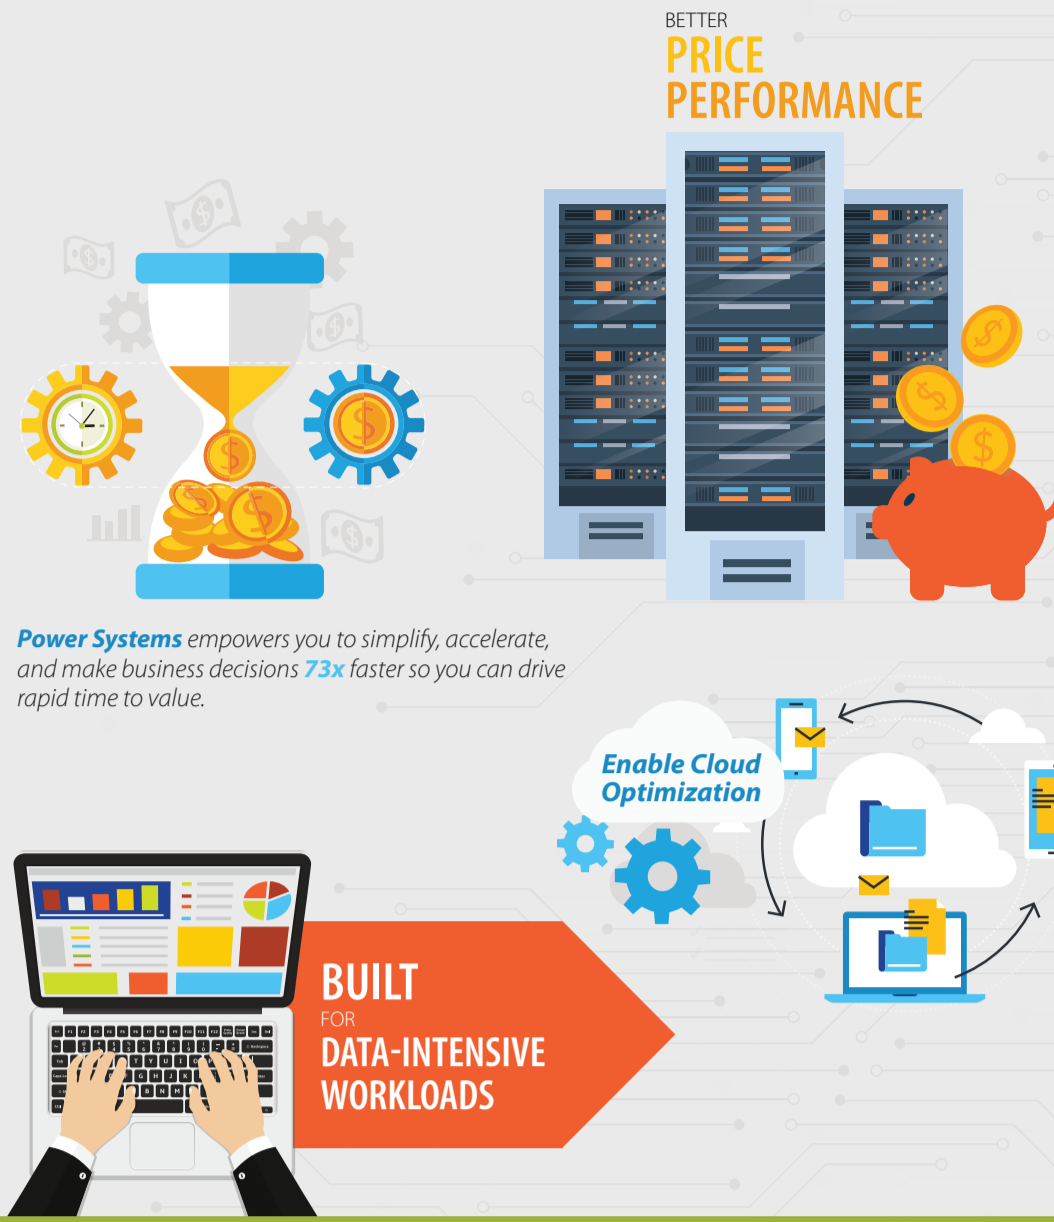 BETTER
PRICE
PERFORMANCE
Power Systems empowers you to simplify, accelerate,
and make business decisions 73x faster so you can drive
rapid time to value.
Enable Cloud
Optimization
BUILT
FOR
DATA-INTENSIVE
WORKLOADS